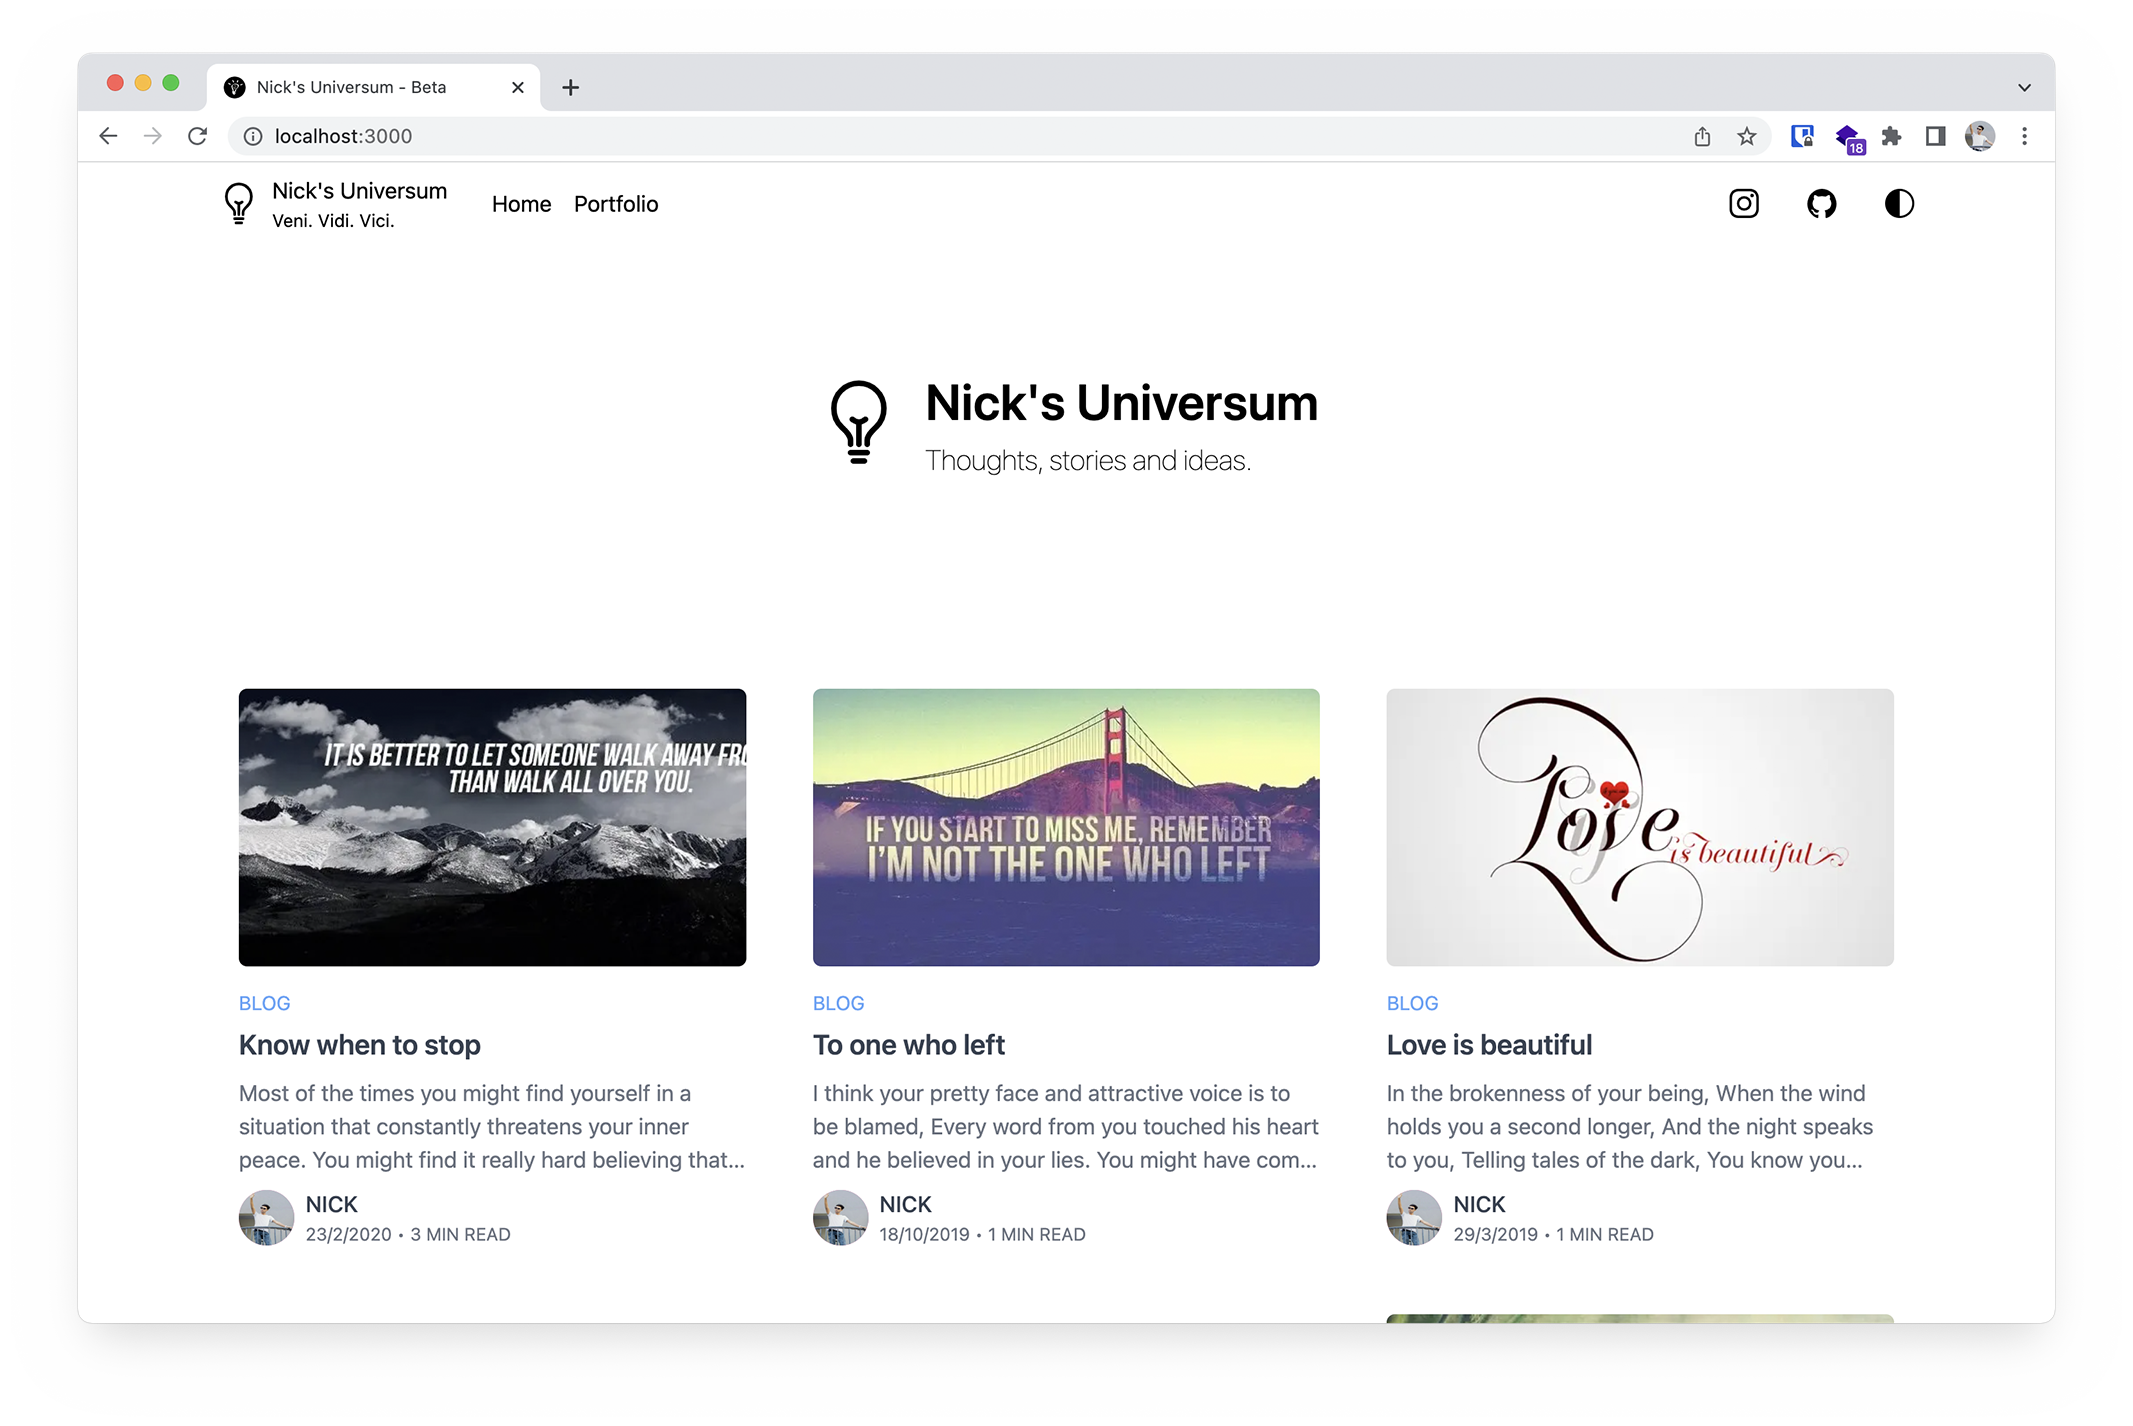 Nick's Universum - Beta
localhost:3000
18
Nick's Universum
Veni. Vidi. Vici.
Home Portfolio
Nick's Universum
Thoughts, stories and ideas.
IT IS BETTER TO LET SOMEONE WALK AWAY FRO
THAN WALK ALL OVER YOU.
BLOG
Know when to stop
Most of the times you might find yourself in a
situation that constantly threatens your inner
peace. You might find it really hard believing that...
NICK
23/2/2020 • 3 MIN READ
IF YOU START TO MISS ME, REMEMBER
I'M NOT THE ONE WHO LEFT
BLOG
To one who left
I think your pretty face and attractive voice is to
be blamed, Every word from you touched his heart
and he believed in your lies. You might have com...
NICK
18/10/2019 • 1 MIN READ
Love
is beautiful
BLOG
Love is beautiful
In the brokenness of your being, When the wind
holds you a second longer, And the night speaks
to you, Telling tales of the dark, You know you...
NICK
29/3/2019 • 1 MIN READ